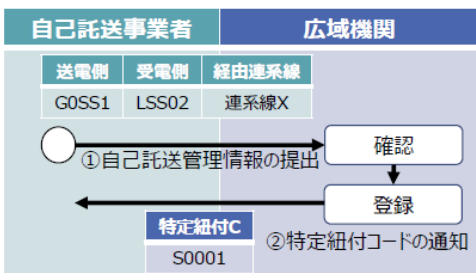 自己託送事業者 広域機関
送電側 受電側 経由連系線
G0SS1 LSS02 連系線X
確認
①自己託送管理情報の提出
登録
特定紐付C ②特定紐付コードの通知
S0001